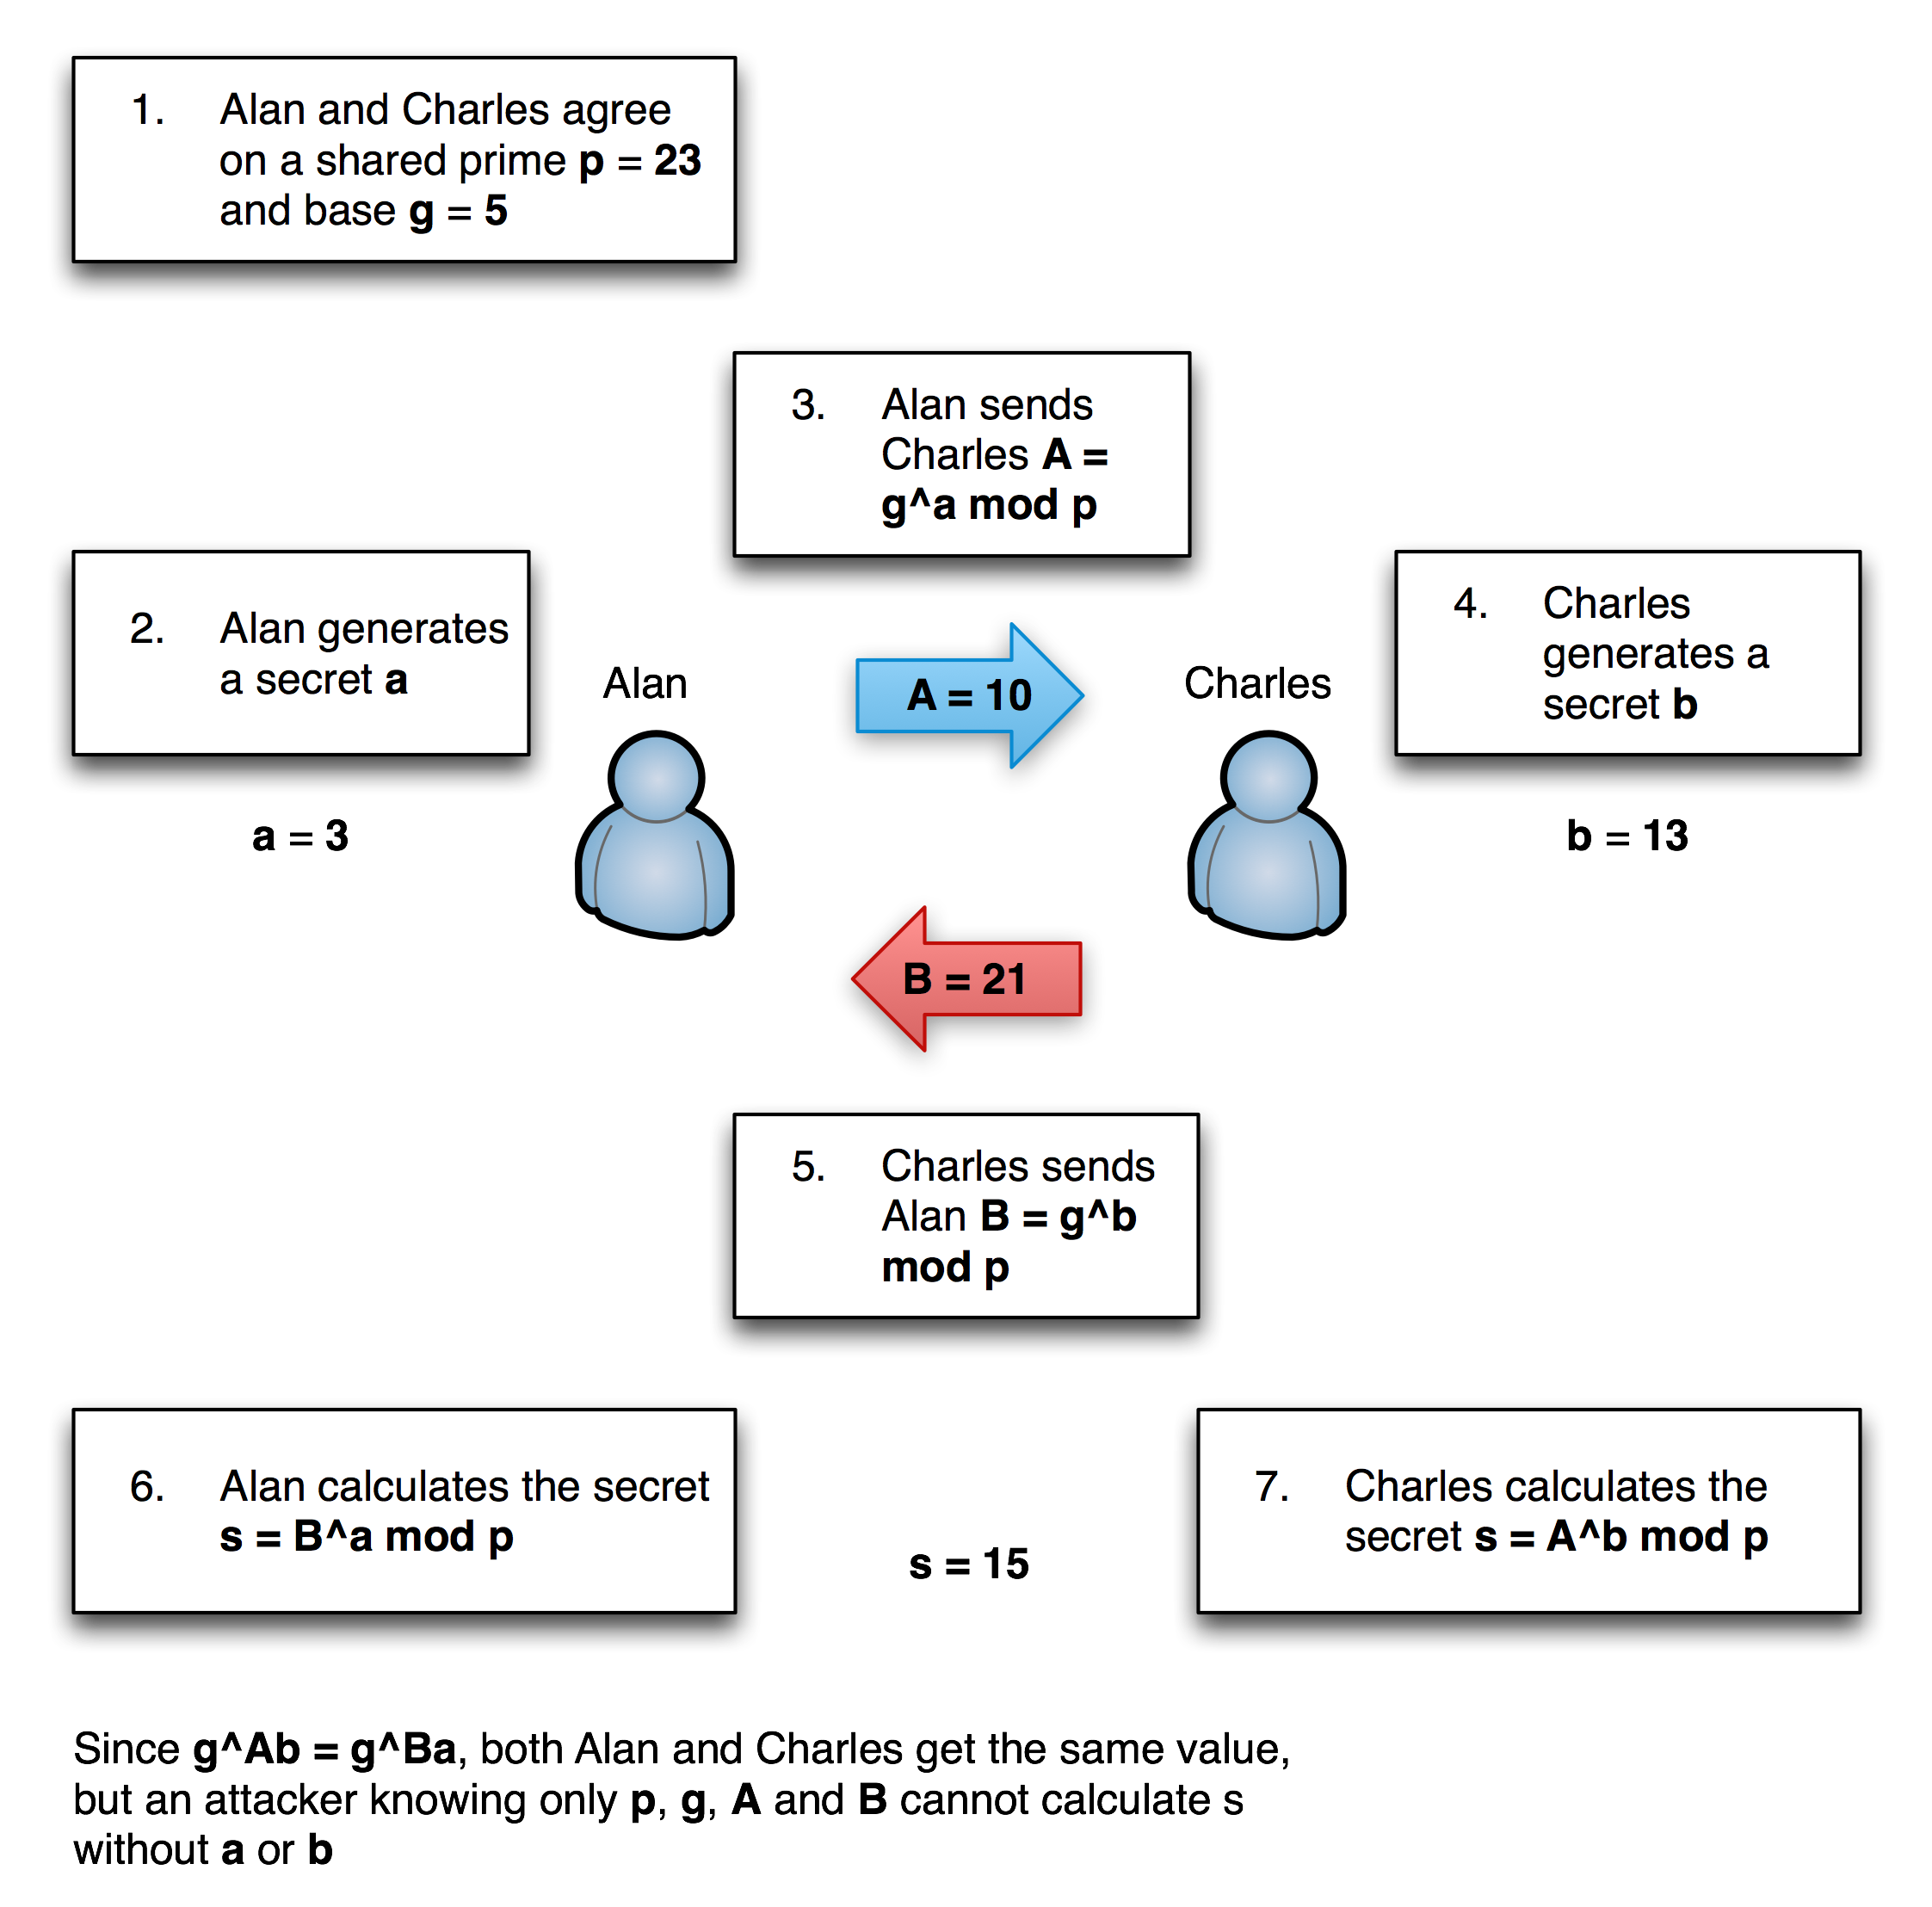 1. Alan and Charles agree
on a shared prime p = 23
and base g = 5
3. Alan sends
Charles A =
g^a mod p
2. Alan generates
a secret a
4. Charles
generates a
secret b
Alan
A = 10
Charles
a = 3
b = 13
B = 21
5. Charles sends
Alan B = g^b
mod p
6. Alan calculates the secret
s = B^a mod p
s = 15
7. Charles calculates the
secret s = A^b mod p
Since g^Ab = g^Ba, both Alan and Charles get the same value,
but an attacker knowing only p, g, A and B cannot calculate s
without a or b